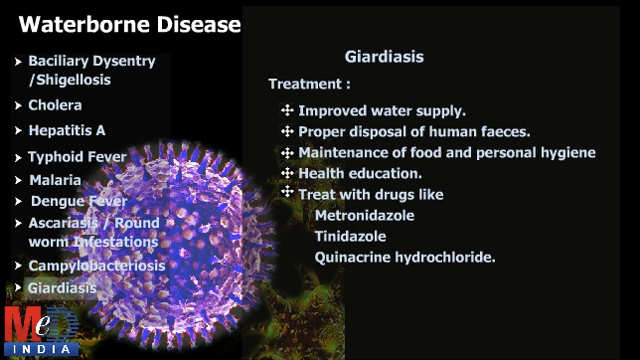 Waterborne Disease
Baciliary Dysentry
/Shigellosis
Cholera
Hepatitis A
Typhoid Fever
Malaria
Dengue Fever
Ascariasis / Round
worm Infestations
Campylobacteriosis
Giardiasis
Giardiasis
Treatment :
Improved water supply.
Proper disposal of human faeces.
Maintenance of food and personal hygiene
Health education.
Treat with drugs like
Metronidazole
Tinidazole
Quinacrine hydrochloride.
MeD
INDIA